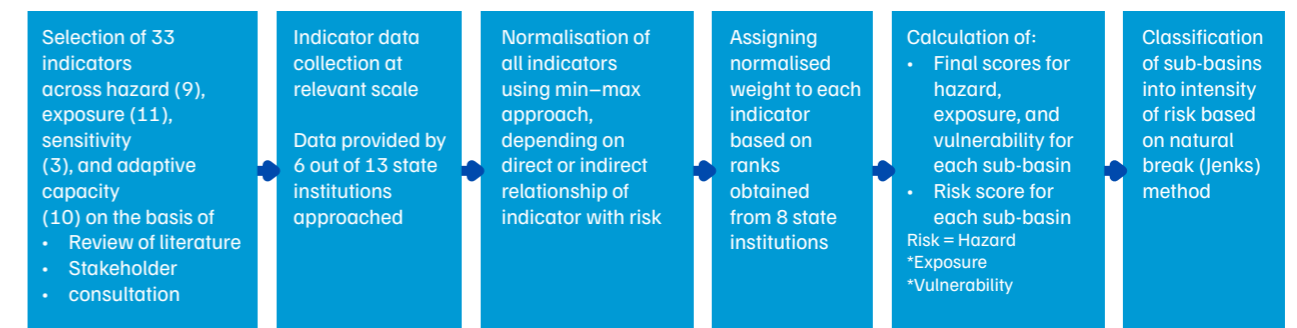 Selection of 33
indicators
across hazard (9),
exposure (11),
sensitivity
(3), and adaptive
capacity
(10) on the basis of
• Review of literature
• Stakeholder
• consultation
Indicator data
collection at
relevant scale
Data provided by
6 out of 13 state
institutions
approached
Normalisation of
all indicators
using min–max
approach,
depending on
direct or indirect
relationship of
indicator with risk
Assigning
normalised
weight to each
indicator
based on
ranks
obtained
from 8 state
institutions
Calculation of:
• Final scores for
hazard,
exposure, and
vulnerability for
each sub-basin
• Risk score for
each sub-basin
Risk = Hazard
*Exposure
*Vulnerability
Classification
of sub-basins
into intensity
of risk based
on natural
break (Jenks)
method